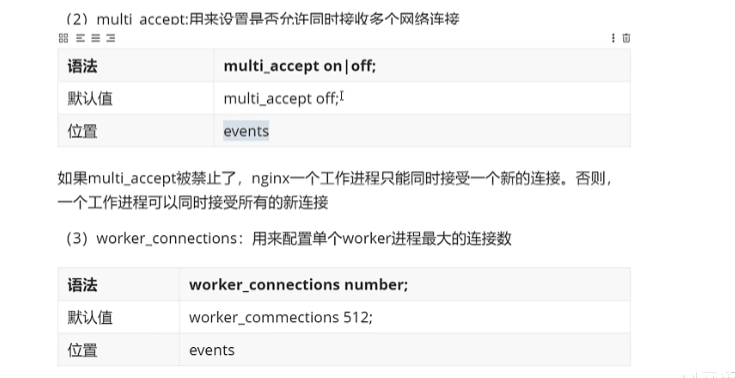 （2）multi_accept:用来设置是否允许同时接收多个网络连接
语法 multi_accept on|off;
默认值 multi_accept off;
位置 events
如果multi_accept被禁止了，nginx一个工作进程只能同时接受一个新的连接。否则，
一个工作进程可以同时接受所有的新连接
（3）worker_connections：用来配置单个worker进程最大的连接数
语法 worker_connections number;
默认值 worker_commections 512;
位置 events